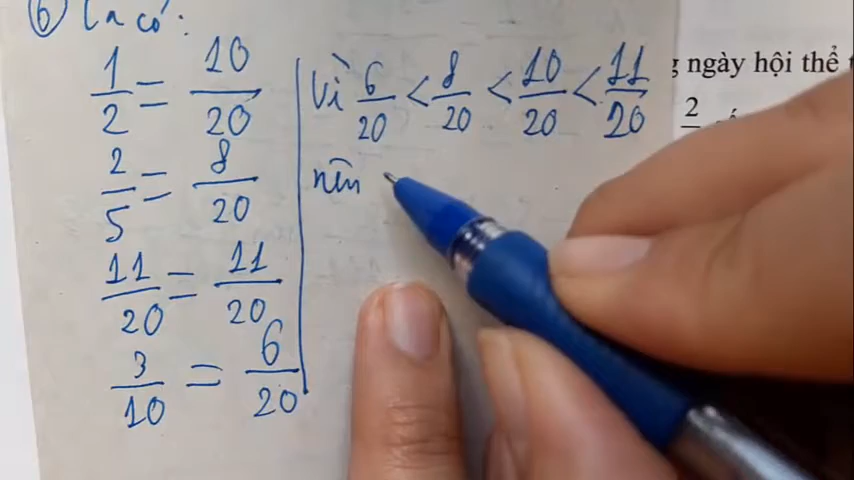 6 Ta có:
1/2 = 10/20
2/5 = 8/20
11/20 = 11/20
3/10 = 6/20
Vì 6/20 < 8/20 < 10/20 < 11/20
nên
ngày hội thể
2